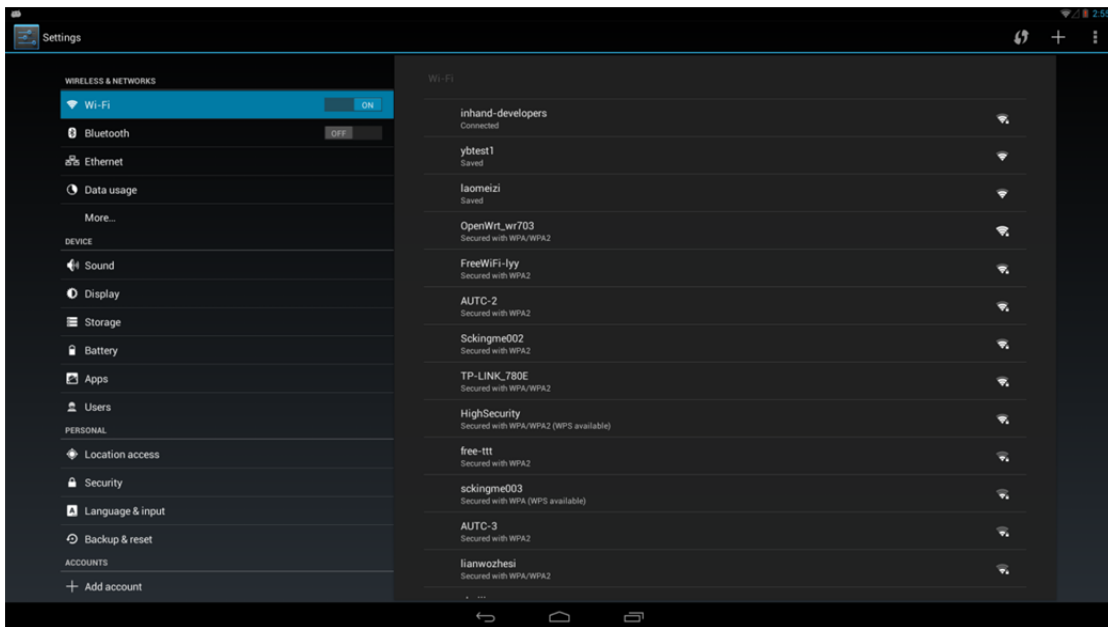 2:50
Settings
WIRELESS & NETWORKS
Wi-Fi
ON
Bluetooth
OFF
Ethernet
Data usage
More...
DEVICE
Sound
Display
Storage
Battery
Apps
Users
PERSONAL
Location access
Security
Language & input
Backup & reset
ACCOUNTS
Add account
Wi-Fi
inhand-developers
Connected
ybtest1
Saved
laomeizi
Saved
OpenWrt_wr703
Secured with WPA/WPA2
FreeWiFi-lyy
Secured with WPA2
AUTC-2
Secured with WPA2
Sckingme002
Secured with WPA2
TP-LINK_780E
Secured with WPA/WPA2
HighSecurity
Secured with WPA/WPA2 (WPS available)
free-ttt
Secured with WPA2
sckingme003
Secured with WPA (WPS available)
AUTC-3
Secured with WPA2
lianwozhesi
Secured with WPA/WPA2